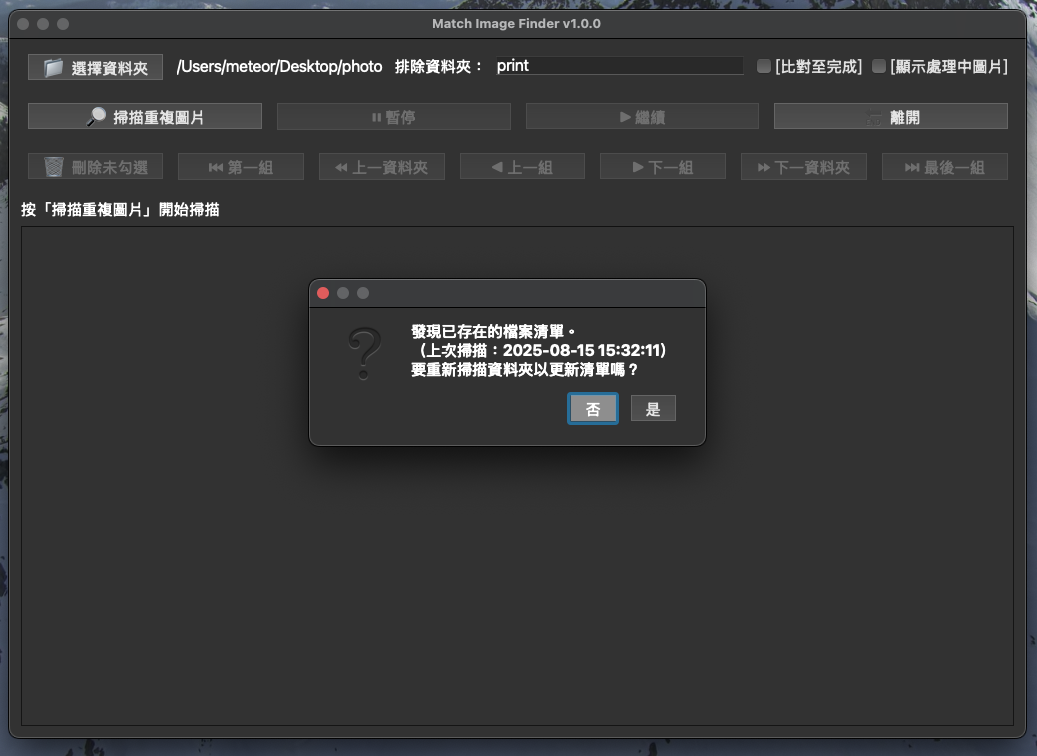 Match Image Finder v1.0.0
選擇資料夾 /Users/meteor/Desktop/photo 排除資料夾： print [比對至完成] [顯示處理中圖片]
掃描重複圖片 暫停 繼續 離開
刪除未勾選 第一組 上一資料夾 上一組 下一組 下一資料夾 最後一組
按「掃描重複圖片」開始掃描
發現已存在的檔案清單。
（上次掃描：2025-08-15 15:32:11）
要重新掃描資料夾以更新清單嗎？
否 是